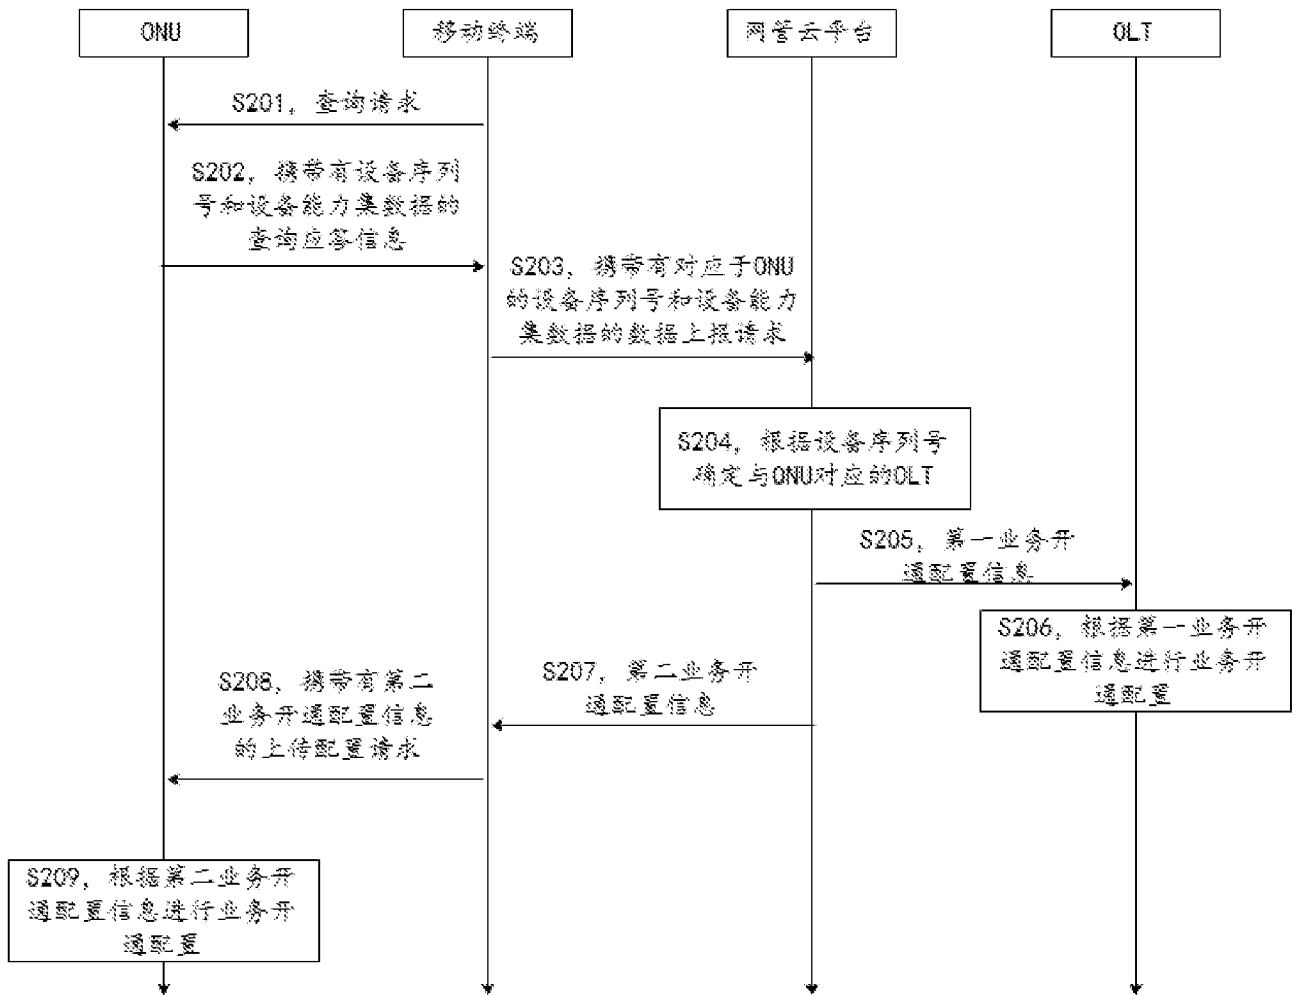 ONU
移动终端
网管云平台
OLT
S201，查询请求
S202，携带有设备序列
号和设备能力集数据的
查询应答信息
S203，携带有对应于ONU
的设备序列号和设备能力
集数据的数据上报请求
S204，根据设备序列号
确定与ONU对应的OLT
S205，第一业务开
通配置信息
S206，根据第一业务开
通配置信息进行业务开
通配置
S207，第二业务开
通配置信息
S208，携带有第二
业务开通配置信息
的上传配置请求
S209，根据第二业务开
通配置信息进行业务开
通配置